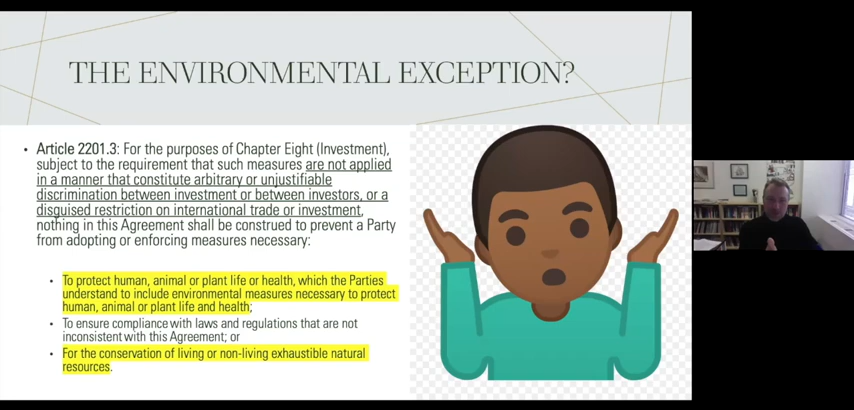 THE ENVIRONMENTAL EXCEPTION?
• Article 2201.3: For the purposes of Chapter Eight (Investment),
subject to the requirement that such measures are not applied
in a manner that constitute arbitrary or unjustifiable
discrimination between investment or between investors, or a
disguised restriction on international trade or investment,
nothing in this Agreement shall be construed to prevent a Party
from adopting or enforcing measures necessary:
• To protect human, animal or plant life or health, which the Parties
understand to include environmental measures necessary to protect
human, animal or plant life and health;
• To ensure compliance with laws and regulations that are not
inconsistent with this Agreement; or
• For the conservation of living or non-living exhaustible natural
resources.